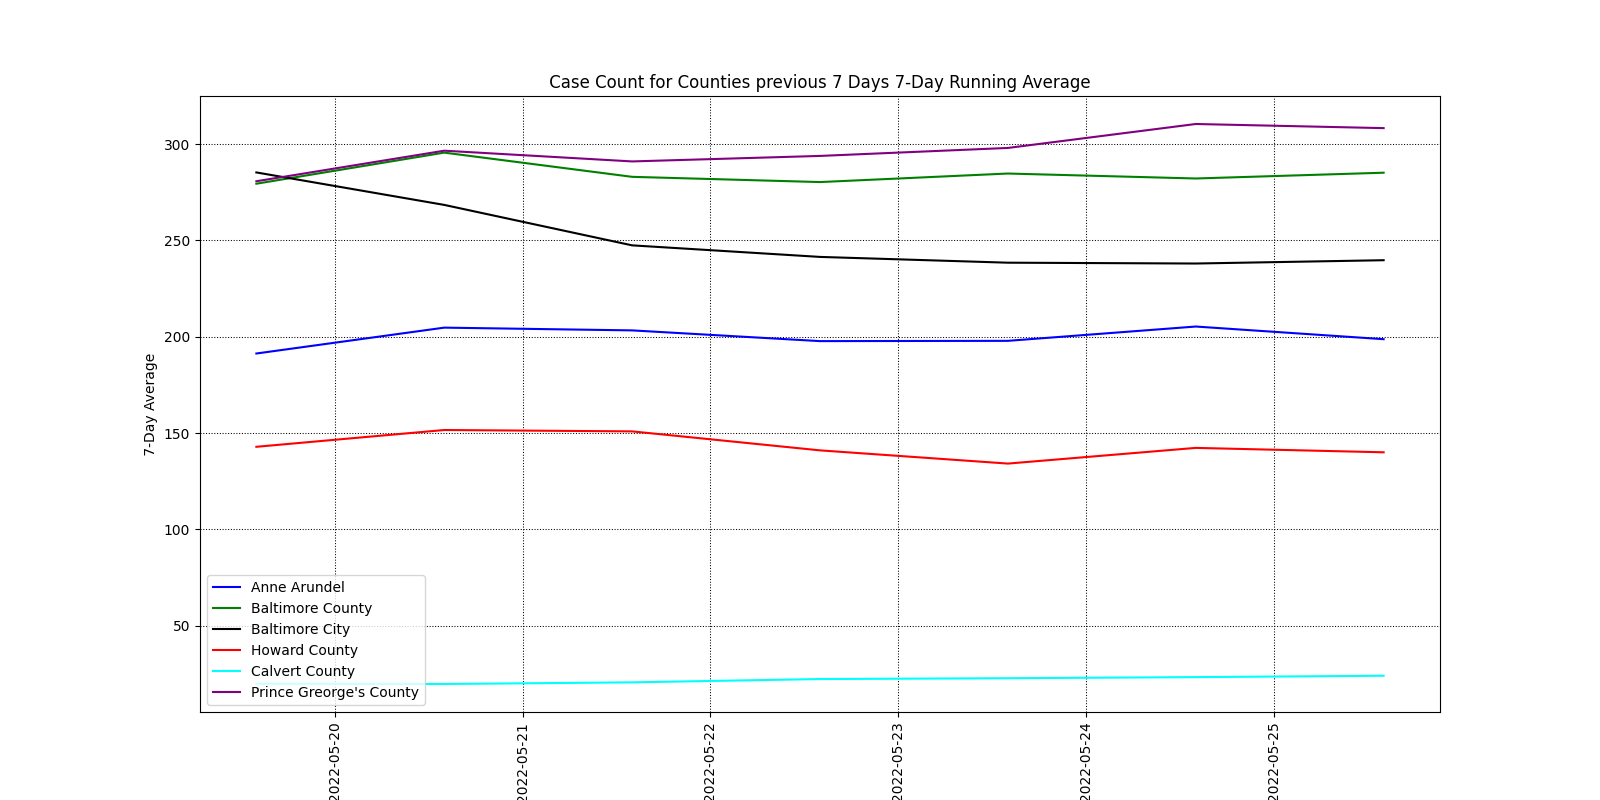 Case Count for Counties previous 7 Days 7-Day Running Average
300
250
200
150
100
50
7-Day Average
Anne Arundel
Baltimore County
Baltimore City
Howard County
Calvert County
Prince Greorge's County
2022-05-20
2022-05-21
2022-05-22
2022-05-23
2022-05-24
2022-05-25